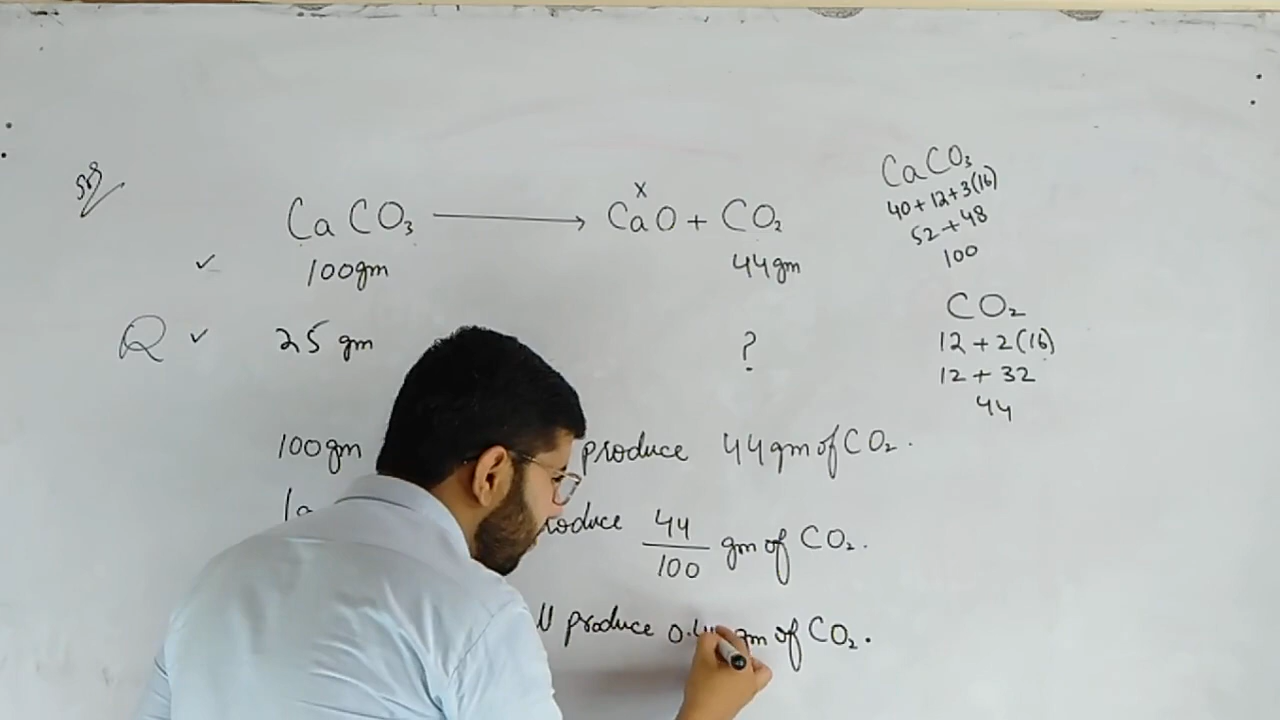 Sol
x
CaCO₃ ⟶ CaO + CO₂
✓ 100gm 44gm
Q ✓ 25 gm ?
100gm produce 44gm of CO₂.
produce 44/100 gm of CO₂.
produce gm of CO₂.
CaCO₃
40+12+3(16)
52+48
100
CO₂
12+2(16)
12+32
44